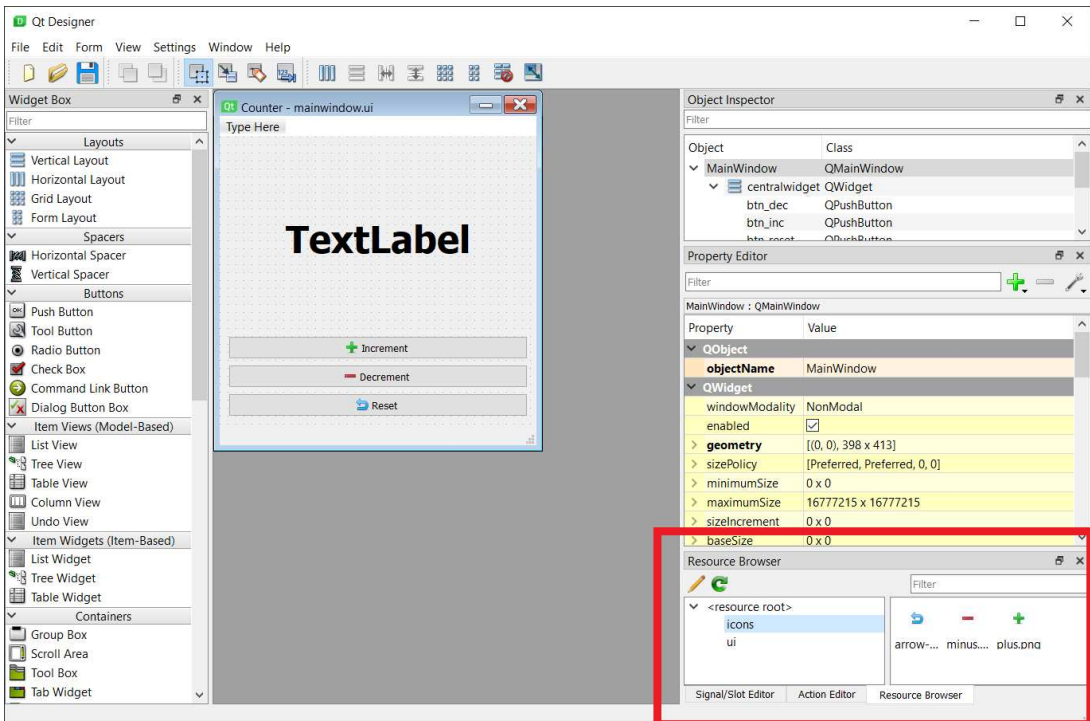 Qt Designer
File Edit Form View Settings Window Help
Widget Box
Filter
Layouts
Vertical Layout
Horizontal Layout
Grid Layout
Form Layout
Spacers
Horizontal Spacer
Vertical Spacer
Buttons
Push Button
Tool Button
Radio Button
Check Box
Command Link Button
Dialog Button Box
Item Views (Model-Based)
List View
Tree View
Table View
Column View
Undo View
Item Widgets (Item-Based)
List Widget
Tree Widget
Table Widget
Containers
Group Box
Scroll Area
Tool Box
Tab Widget
Counter - mainwindow.ui
Type Here
TextLabel
Increment
Decrement
Reset
Object Inspector
Filter
Object Class
MainWindow QMainWindow
centralwidget QWidget
btn_dec QPushButton
btn_inc QPushButton
btn_reset QPushButton
Property Editor
Filter
MainWindow : QMainWindow
Property Value
QObject
objectName MainWindow
QWidget
windowModality NonModal
enabled
geometry [(0, 0), 398 x 413]
sizePolicy [Preferred, Preferred, 0, 0]
minimumSize 0 x 0
maximumSize 16777215 x 16777215
sizeIncrement 0 x 0
baseSize 0 x 0
Resource Browser
Filter
<resource root>
icons
ui
arrow-... minus.... plus.png
Signal/Slot Editor Action Editor Resource Browser